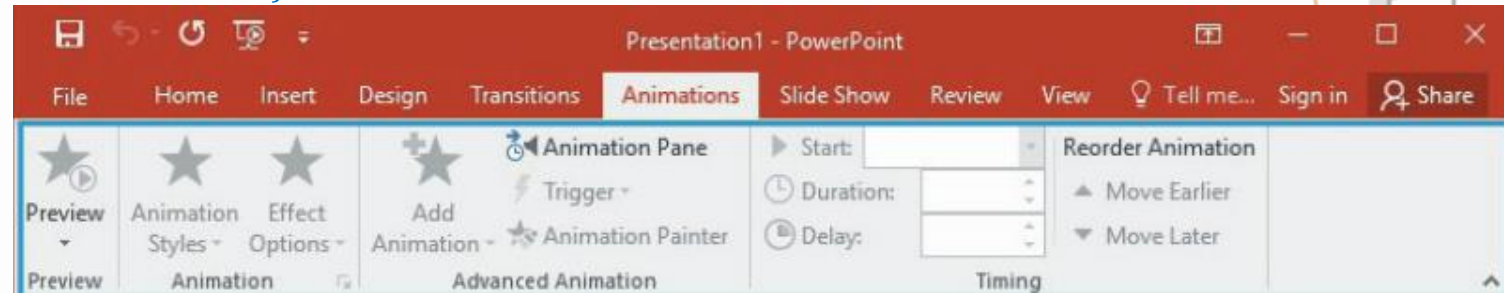 Presentation1 - PowerPoint
File Home Insert Design Transitions Animations Slide Show Review View Tell me... Sign in Share
Preview
Animation Styles
Effect Options
Add Animation
Animation Pane
Trigger
Animation Painter
Start:
Duration:
Delay:
Reorder Animation
Move Earlier
Move Later
Preview Animation Advanced Animation Timing